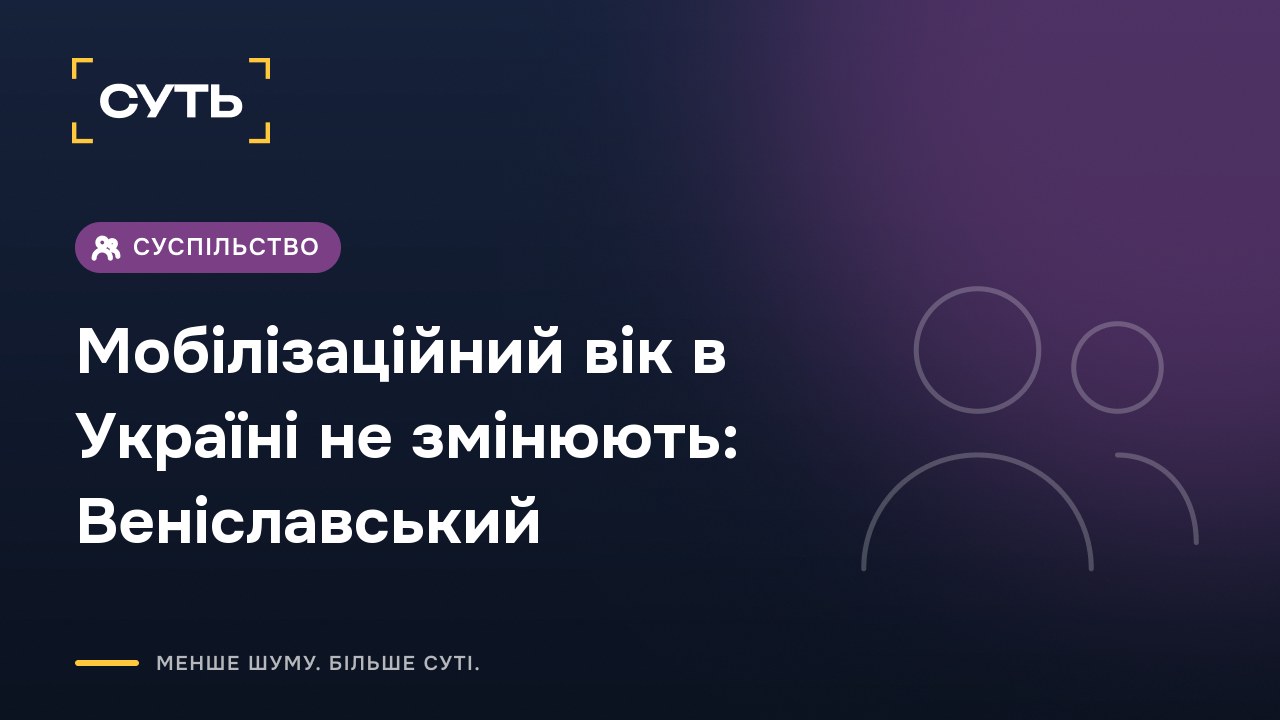 СУТЬ
СУСПІЛЬСТВО
Мобілізаційний вік в
Україні не змінюють:
Веніславський
МЕНШЕ ШУМУ. БІЛЬШЕ СУТІ.